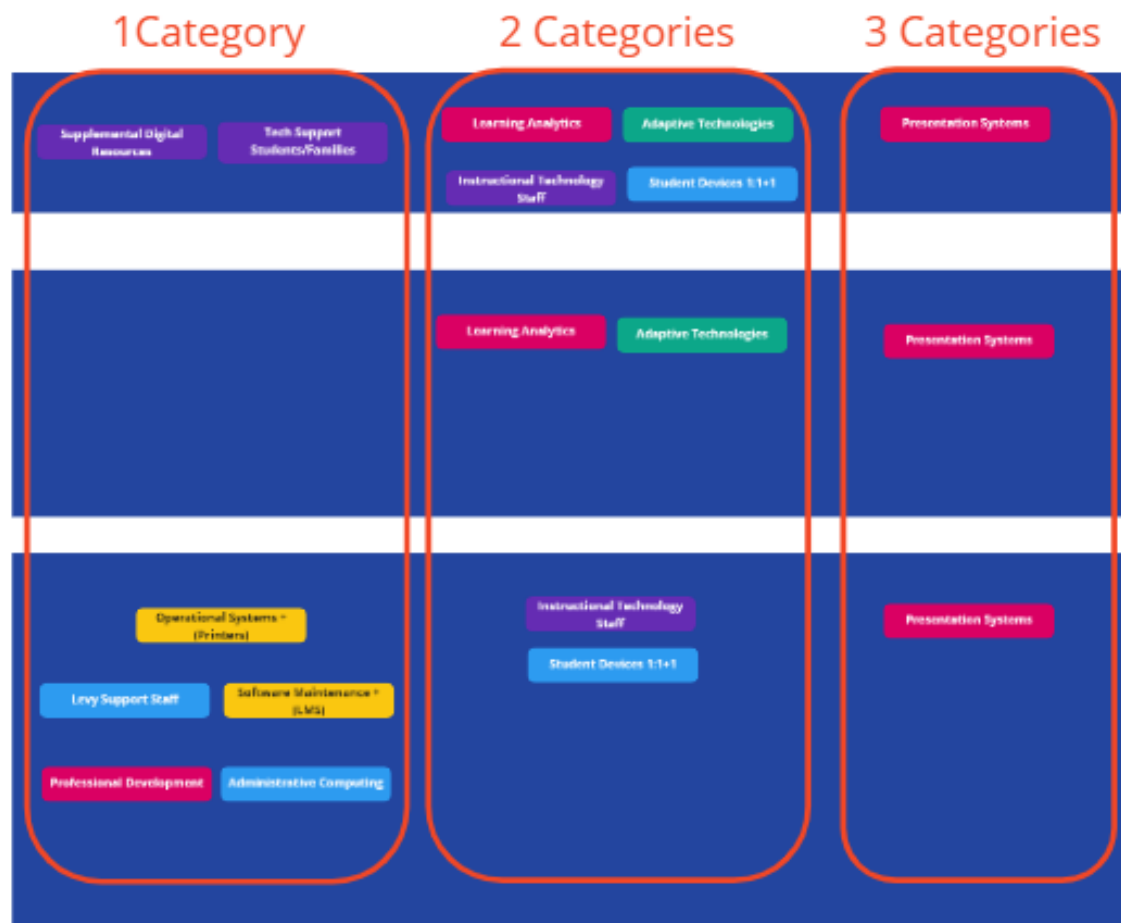 1Category
2 Categories
3 Categories
Supplemental Digital
Resources
Tech Support
Students/Families
Learning Analytics
Adaptive Technologies
Instructional Technology
Staff
Student Devices 1:1+1
Presentation Systems
Learning Analytics
Adaptive Technologies
Presentation Systems
Operational Systems +
(Printers)
Levy Support Staff
Software Maintenance +
(LMS)
Professional Development
Administrative Computing
Instructional Technology
Staff
Student Devices 1:1+1
Presentation Systems